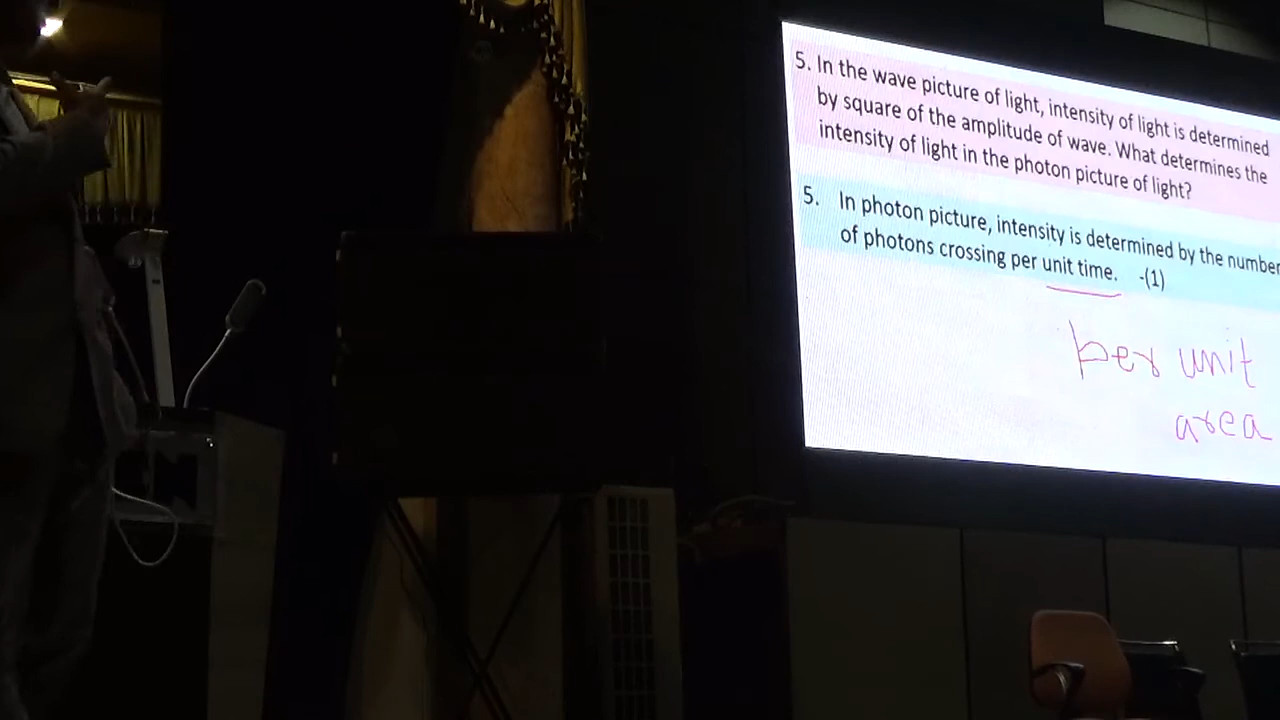 5. In the wave picture of light, intensity of light is determined
by square of the amplitude of wave. What determines the
intensity of light in the photon picture of light?
5. In photon picture, intensity is determined by the number
of photons crossing per unit time. -(1)
per unit
area